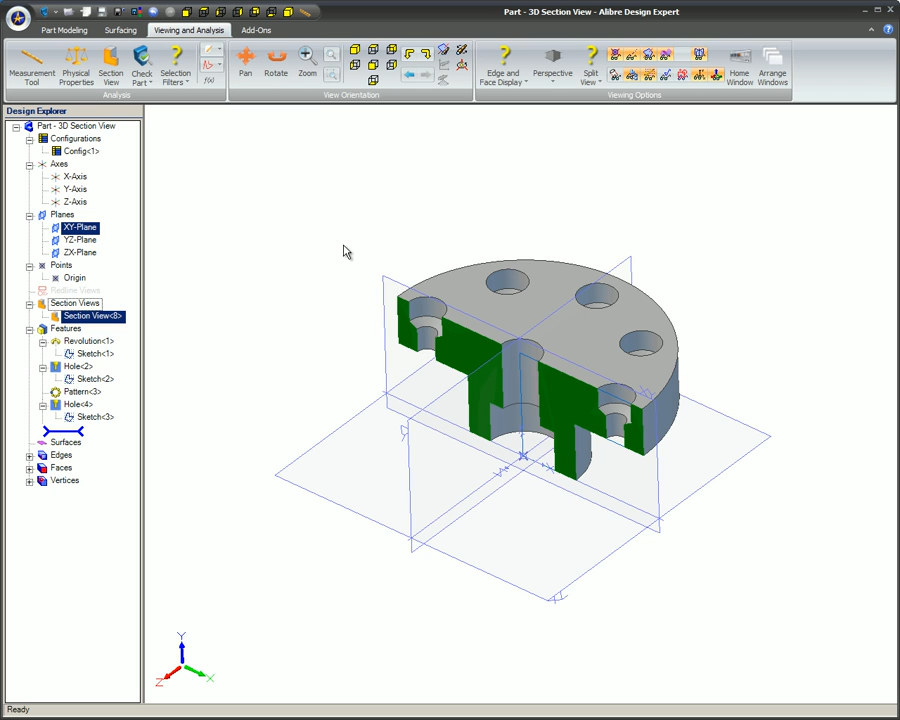 Part - 3D Section View - Alibre Design Expert
Part Modeling Surfacing Viewing and Analysis Add-Ons
Measurement Tool
Physical Properties
Section View
Check Part
Selection Filters
f(x)
Pan
Rotate
Zoom
Edge and Face Display
Perspective
Split View
Home Window
Arrange Windows
Analysis
View Orientation
Viewing Options
Design Explorer
Part - 3D Section View
Configurations
Config<1>
Axes
X-Axis
Y-Axis
Z-Axis
Planes
XY-Plane
YZ-Plane
ZX-Plane
Points
Origin
Redline Views
Section Views
Section View<8>
Features
Revolution<1>
Sketch<1>
Hole<2>
Sketch<2>
Pattern<3>
Hole<4>
Sketch<3>
Surfaces
Edges
Faces
Vertices
Y
Z
X
Ready